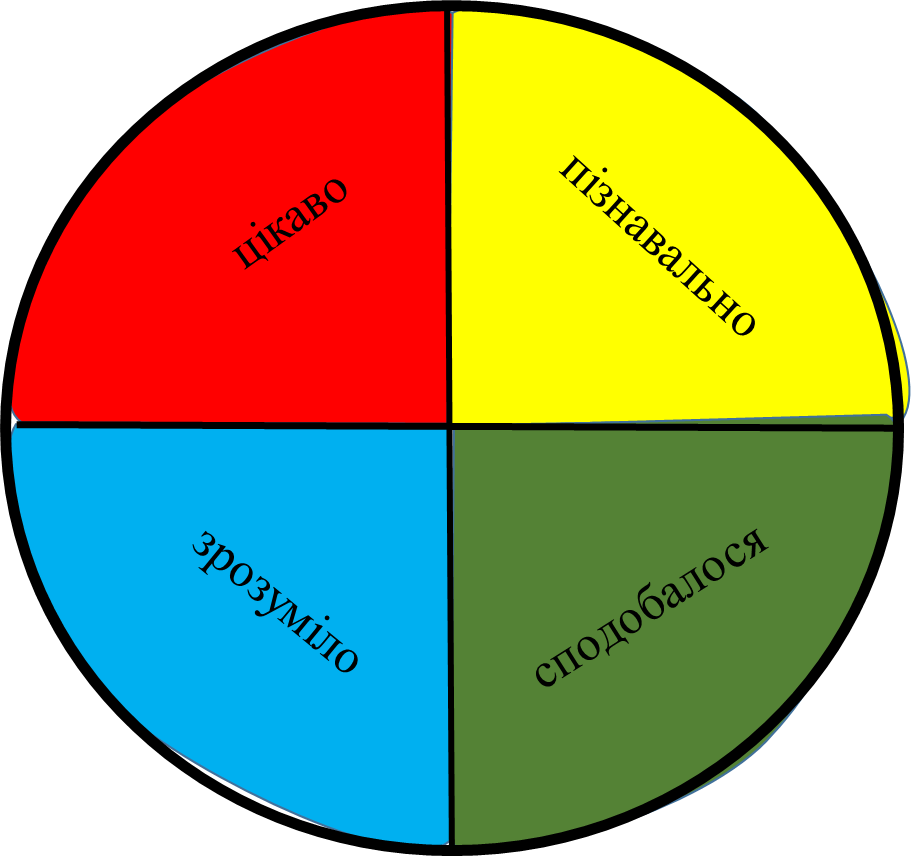 цікаво
пізнавально
зрозуміло
сподобалося